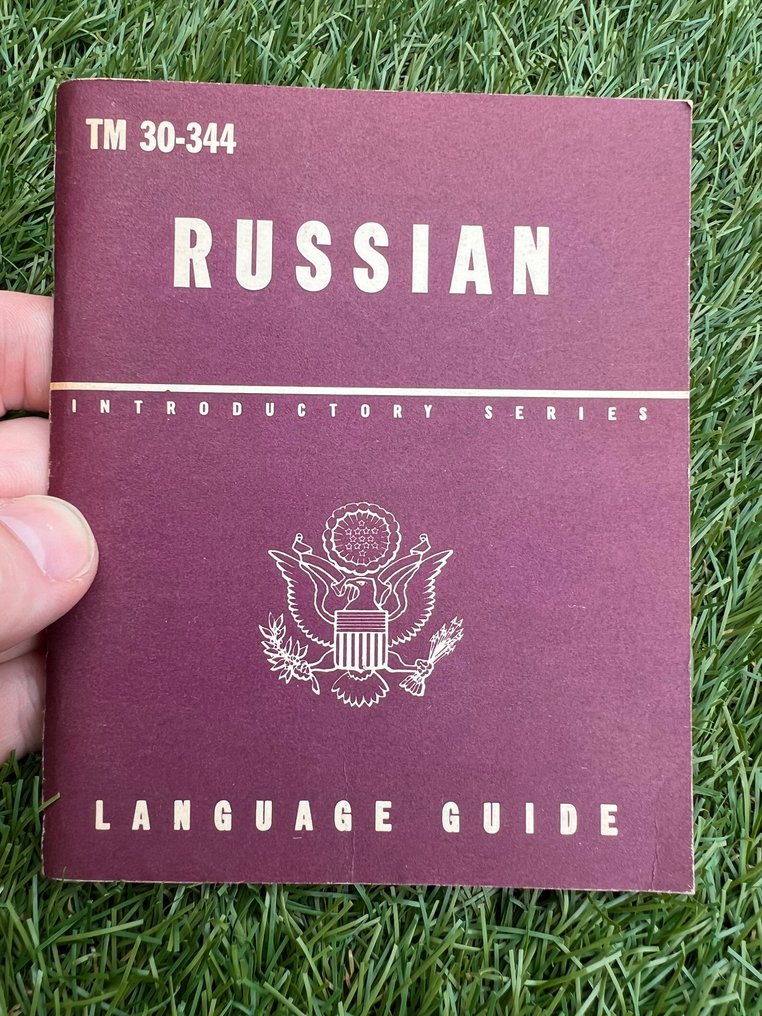 TM 30-344
RUSSIAN
INTRODUCTORY SERIES
LANGUAGE GUIDE